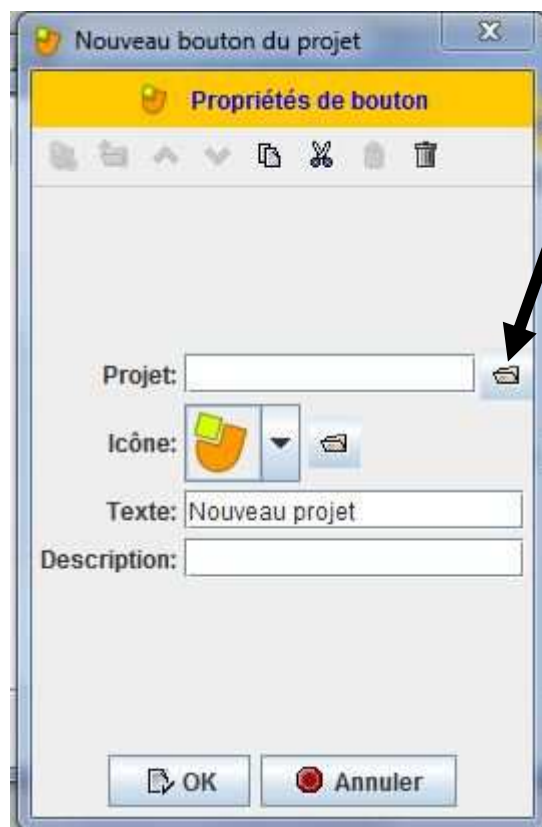 Nouveau bouton du projet
Propriétés de bouton
Projet:
Icône:
Texte: Nouveau projet
Description:
OK Annuler